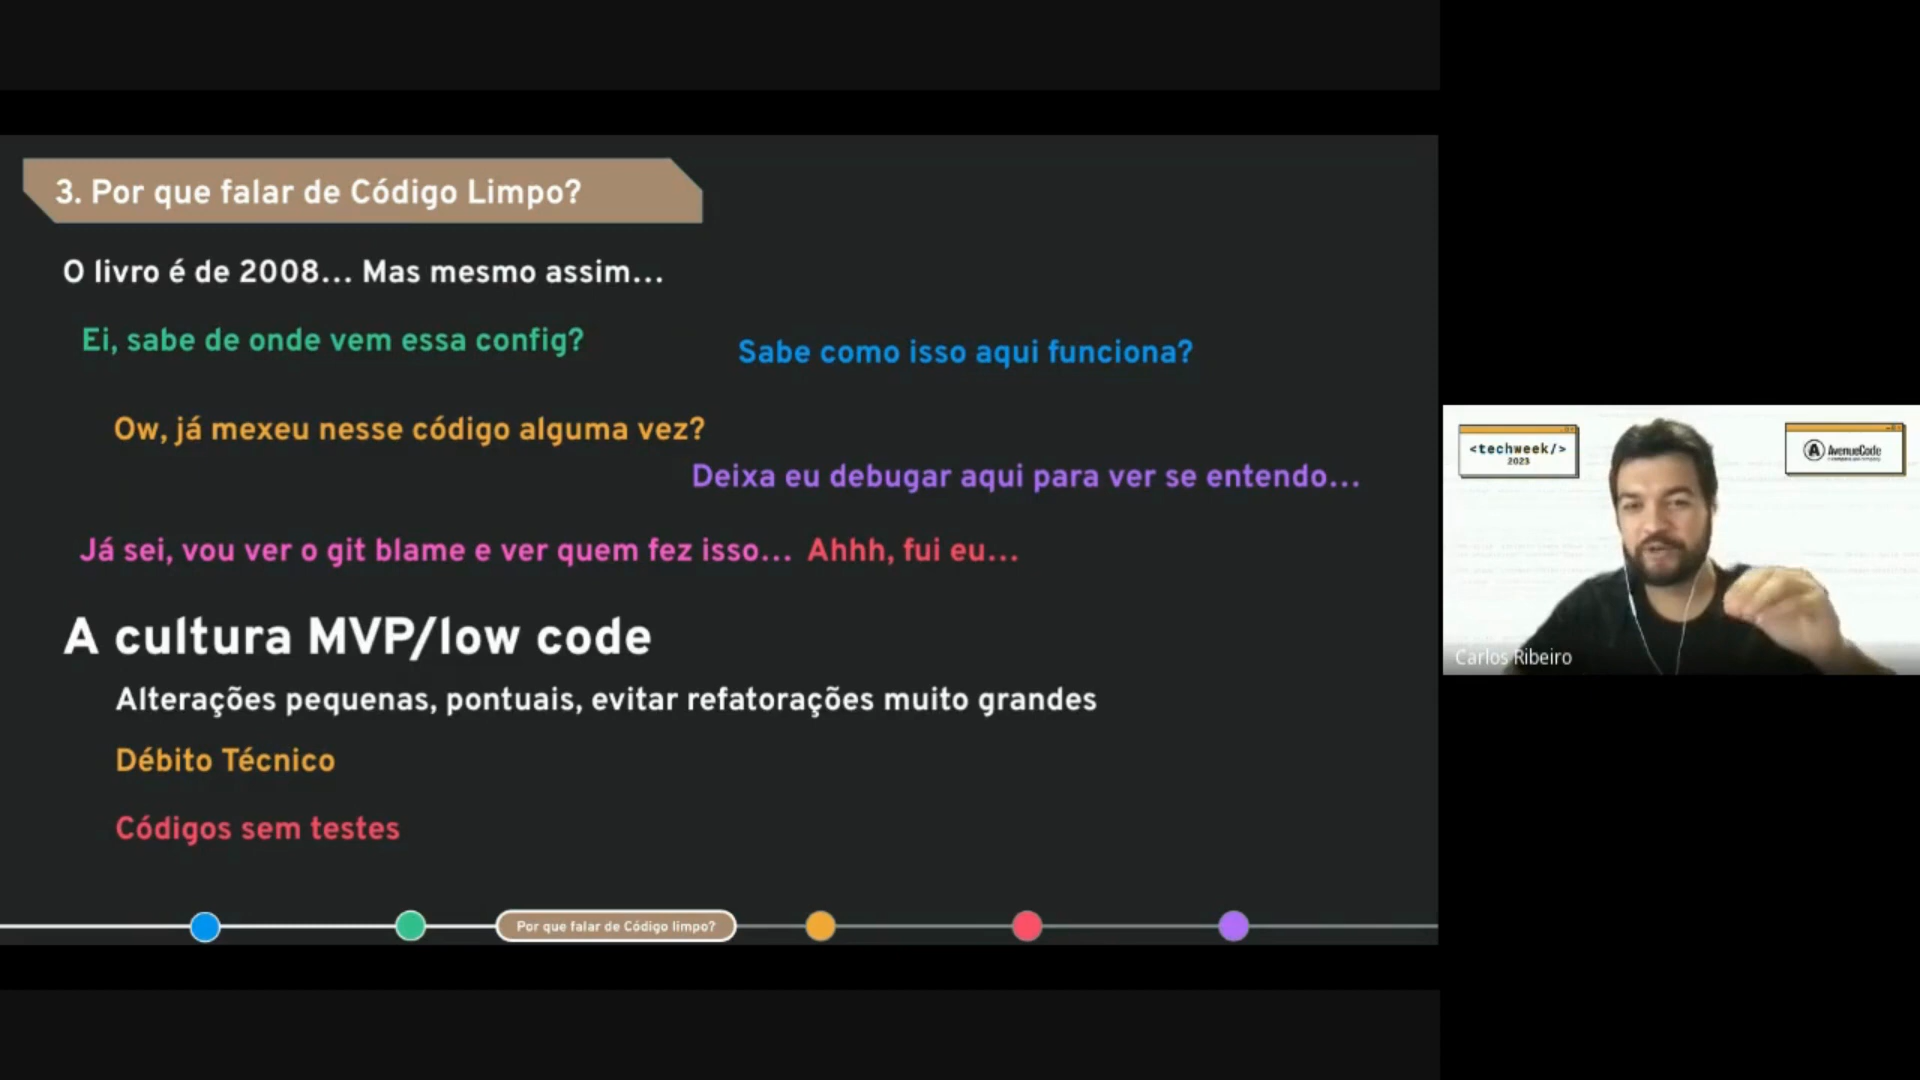 3. Por que falar de Código Limpo?
O livro é de 2008... Mas mesmo assim...
Ei, sabe de onde vem essa config?
Sabe como isso aqui funciona?
Ow, já mexeu nesse código alguma vez?
Deixa eu debugar aqui para ver se entendo...
Já sei, vou ver o git blame e ver quem fez isso... Ahhh, fui eu...
A cultura MVP/low code
Alterações pequenas, pontuais, evitar refatorações muito grandes
Débito Técnico
Códigos sem testes
Por que falar de Código limpo?
<techweek/>
2023
AvenueCode
Carlos Ribeiro